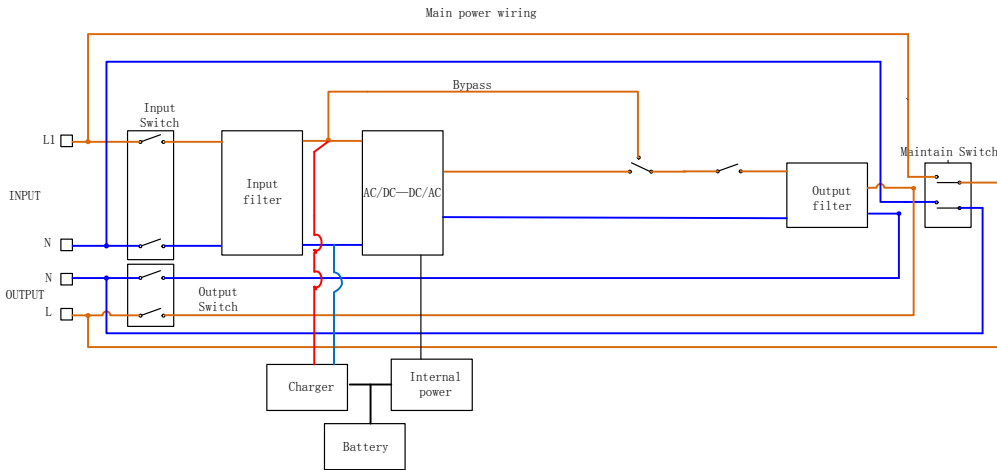 Main power wiring
Bypass
Input
Switch
L1
Maintain Switch
Input
filter
AC/DC—DC/AC
Output
filter
INPUT
N
N
OUTPUT
Output
Switch
L
Charger
Internal
power
Battery